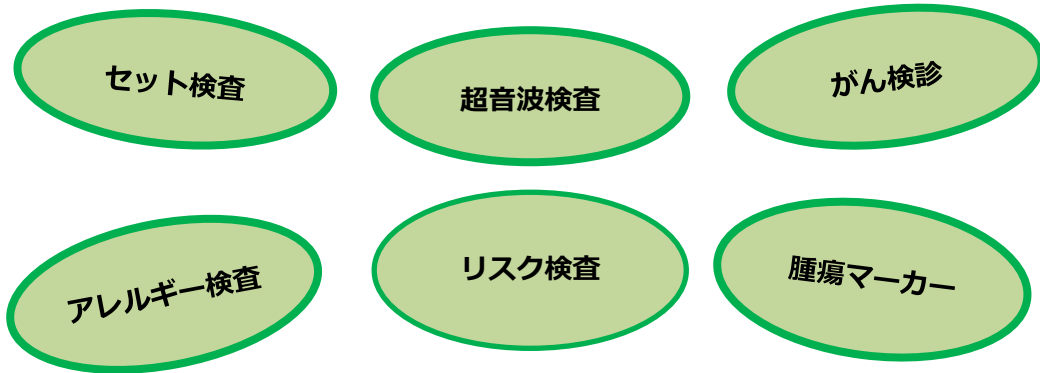 セット検査
超音波検査
がん検診
アレルギー検査
リスク検査
腫瘍マーカー